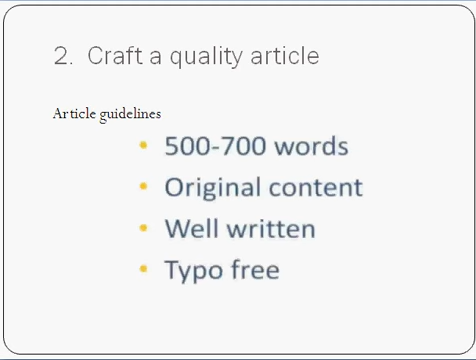 2. Craft a quality article
Article guidelines
• 500-700 words
• Original content
• Well written
• Typo free